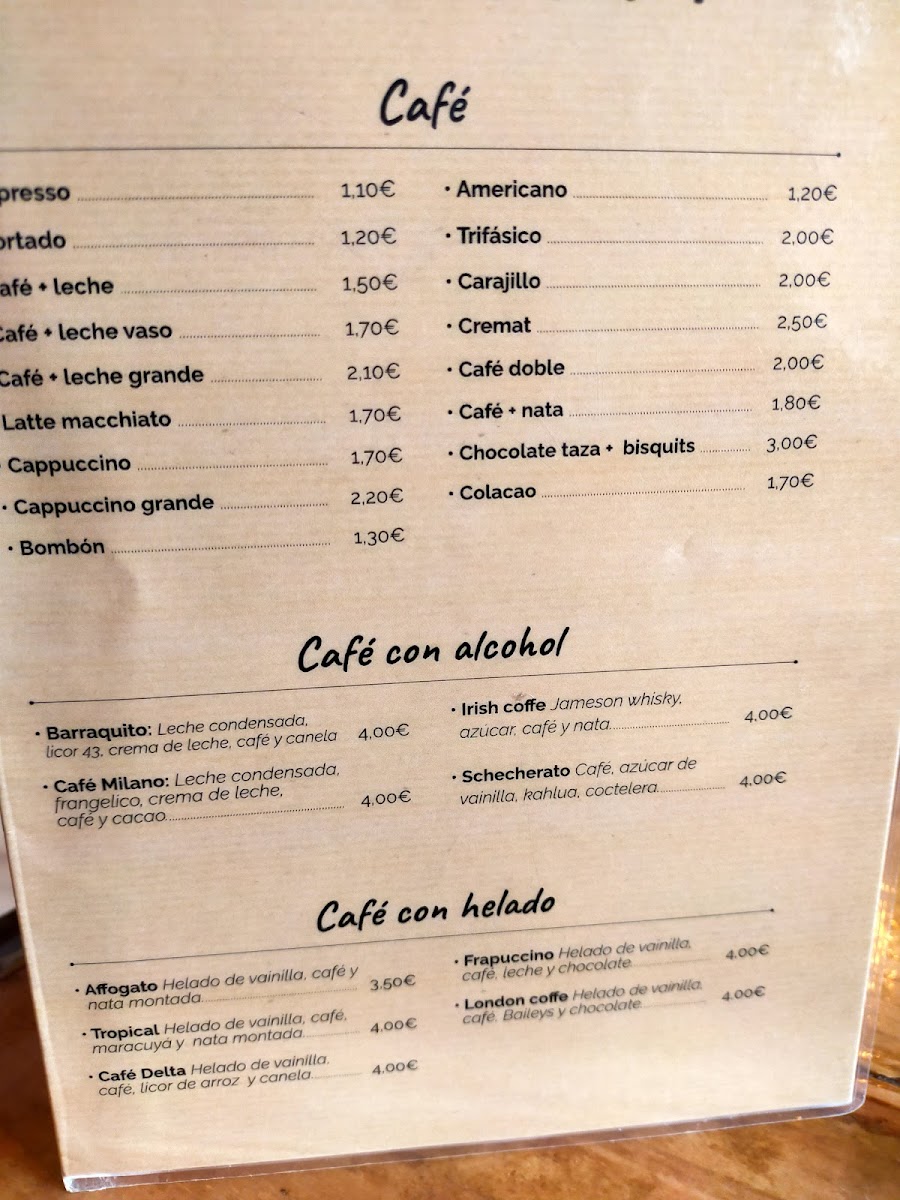 Café
presso 1,10€
ortado 1,20€
afé + leche 1,50€
Café + leche vaso 1,70€
Café + leche grande 2,10€
Latte macchiato 1,70€
Cappuccino 1,70€
• Cappuccino grande 2,20€
• Bombón 1,30€
• Americano 1,20€
• Trifásico 2,00€
• Carajillo 2,00€
• Cremat 2,50€
• Café doble 2,00€
• Café + nata 1,80€
• Chocolate taza + bisquits 3,00€
• Colacao 1,70€
Café con alcohol
• Barraquito: Leche condensada,
licor 43, crema de leche, café y canela 4,00€
• Café Milano: Leche condensada,
frangelico, crema de leche,
café y cacao 4,00€
• Irish coffe Jameson whisky,
azúcar, café y nata 4,00€
• Schecherato Café, azúcar de
vainilla, kahlua, coctelera 4,00€
Café con helado
• Affogato Helado de vainilla, café y
nata montada 3,50€
• Tropical Helado de vainilla, café,
maracuyá y nata montada 4,00€
• Café Delta Helado de vainilla,
café, licor de arroz y canela 4,00€
• Frapuccino Helado de vainilla,
café, leche y chocolate 4,00€
• London coffe Helado de vainilla,
café, Baileys y chocolate 4,00€